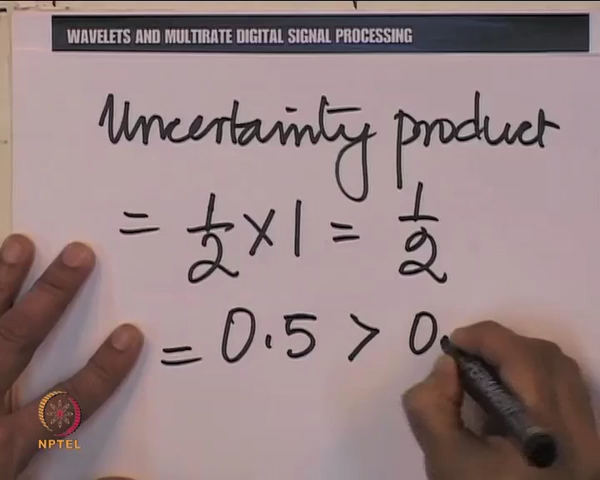 WAVELETS AND MULTIRATE DIGITAL SIGNAL PROCESSING
Uncertainty product
= 1/2 × 1 = 1/2
= 0.5 > 0.
NPTEL